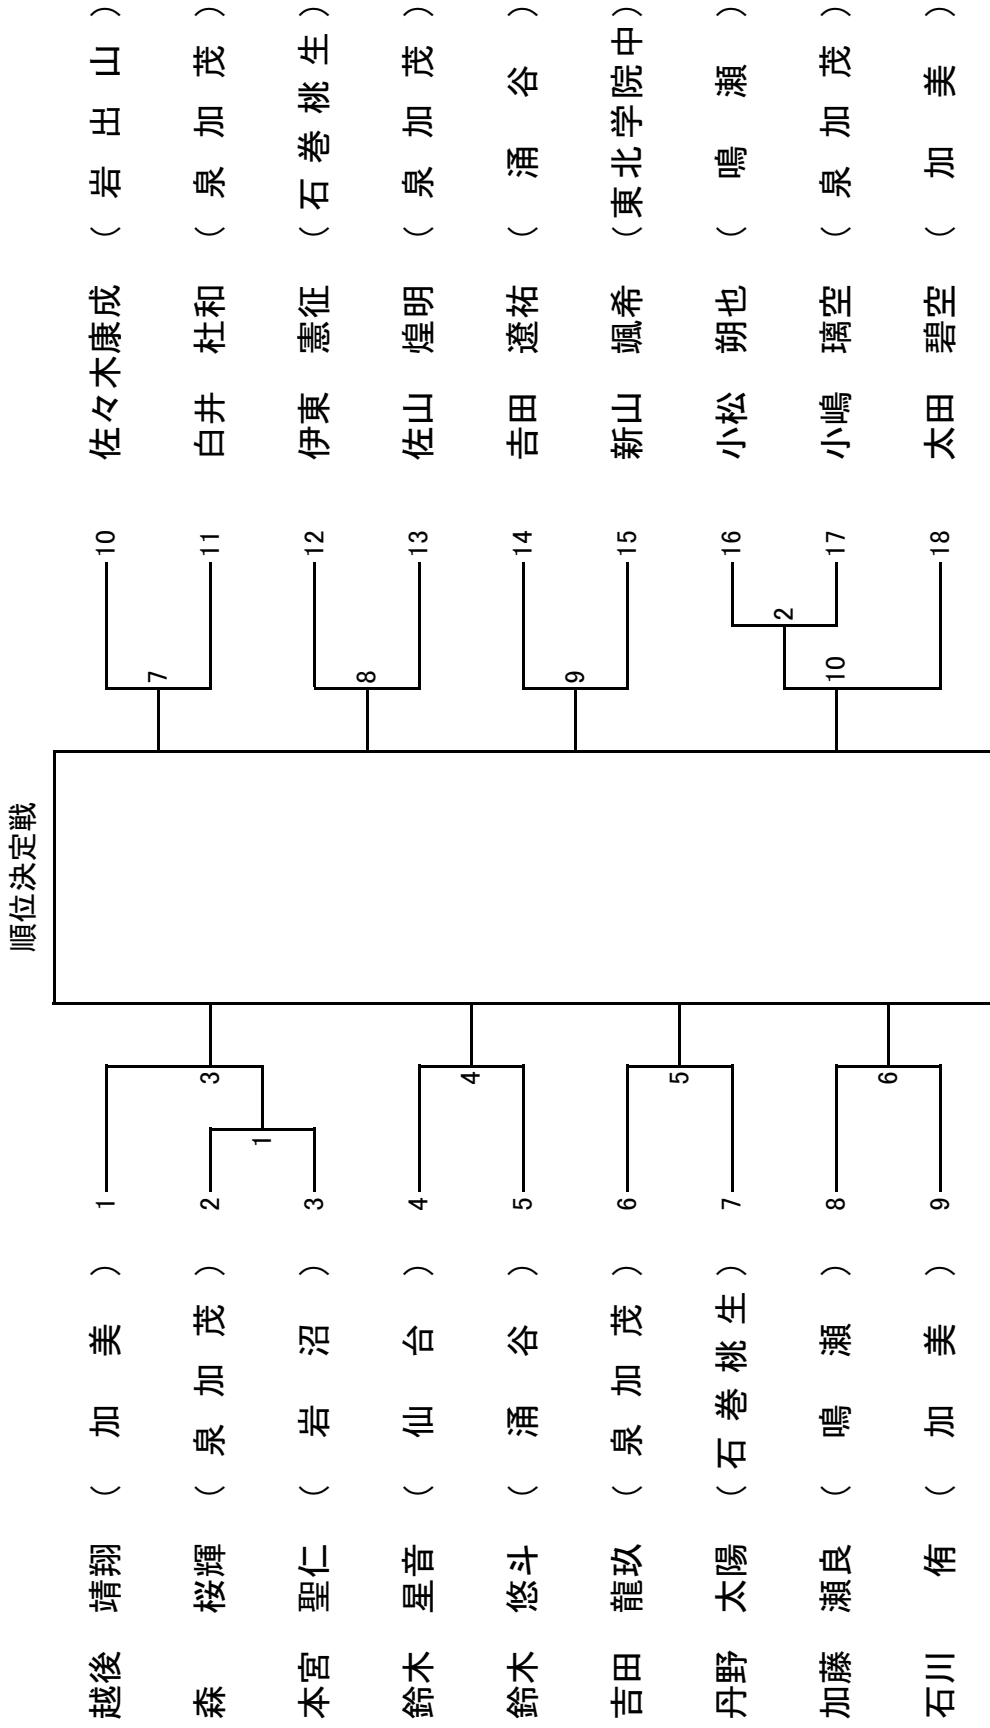 順位決定戦
越後 靖翔 ( 加 美 ) 1
森 桜輝 ( 泉 加 茂 ) 2
本宮 聖仁 ( 岩 沼 ) 3
鈴木 星音 ( 仙 台 ) 4
鈴木 悠斗 ( 涌 谷 ) 5
吉田 龍玖 ( 泉 加 茂 ) 6
丹野 太陽 ( 石 巻 桃 生 ) 7
加藤 瀬良 ( 鳴 瀬 ) 8
石川 侑 ( 加 美 ) 9
1
3
4
5
6
7
8
9
2
10
10 佐々木康成 ( 岩 出 山 )
11 白井 杜和 ( 泉 加 茂 )
12 伊東 憲征 ( 石 巻 桃 生 )
13 佐山 煌明 ( 泉 加 茂 )
14 𠮷田 遼祐 ( 涌 谷 )
15 新山 颯希 ( 東北学院中 )
16 小松 朔也 ( 鳴 瀬 )
17 小嶋 璃空 ( 泉 加 茂 )
18 太田 碧空 ( 加 美 )